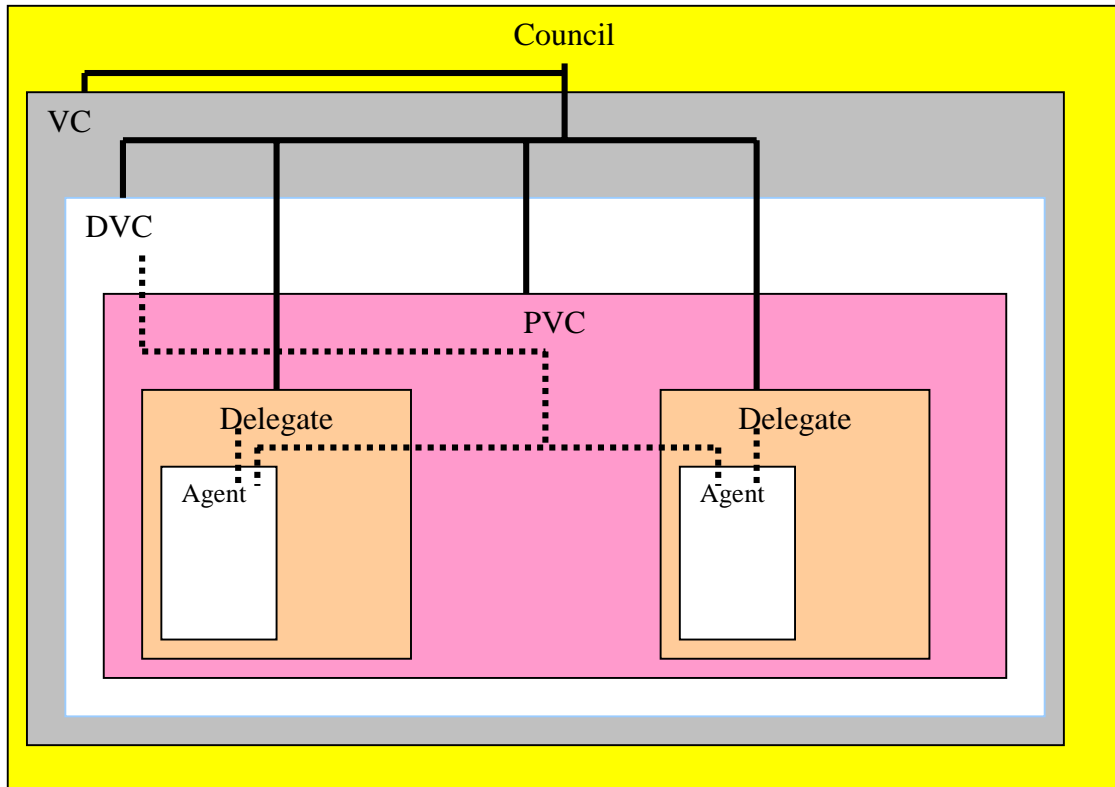 Council
VC
DVC
PVC
Delegate
Delegate
Agent
Agent